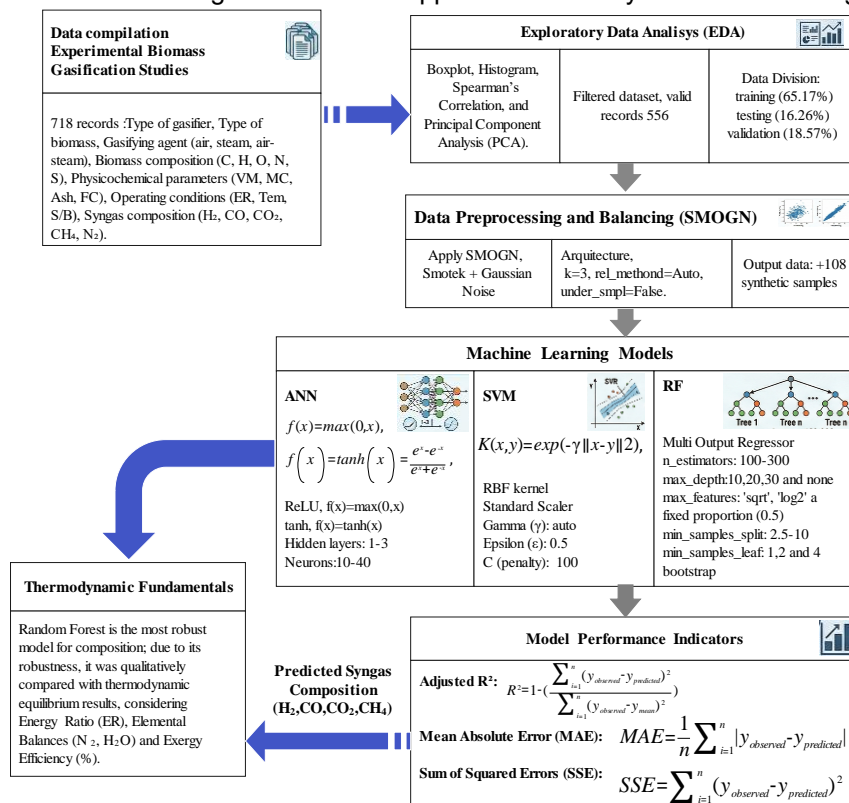 Data compilation
Experimental Biomass
Gasification Studies
718 records :Type of gasifier, Type of
biomass, Gasifying agent (air, steam, air-
steam), Biomass composition (C, H, O, N,
S), Physicochemical parameters (VM, MC,
Ash, FC), Operating conditions (ER, Tem,
S/B), Syngas composition (H₂, CO, CO₂,
CH₄, N₂).
Exploratory Data Analisys (EDA)
Boxplot, Histogram,
Spearman's
Correlation, and
Principal Component
Analysis (PCA).
Filtered dataset, valid
records 556
Data Division:
training (65.17%)
testing (16.26%)
validation (18.57%)
Data Preprocessing and Balancing (SMOGN)
Apply SMOGN,
Smotek + Gaussian
Noise
Arquitecture,
k=3, rel_methond=Auto,
under_smpl=False.
Output data: +108
synthetic samples
Machine Learning Models
ANN
f(x)=max(0,x),
f(x)=tanh(x)=(eˣ-e⁻ˣ)/(eˣ+e⁻ˣ),
ReLU, f(x)=max(0,x)
tanh, f(x)=tanh(x)
Hidden layers: 1-3
Neurons:10-40
SVM
SVR
Y
X
K(x,y)=exp(-γ‖x-y‖2),
RBF kernel
Standard Scaler
Gamma (γ): auto
Epsilon (ε): 0.5
C (penalty): 100
RF
Tree 1 Tree n Tree n
Multi Output Regressor
n_estimators: 100-300
max_depth:10,20,30 and none
max_features: 'sqrt', 'log2' a
fixed proportion (0.5)
min_samples_split: 2.5-10
min_samples_leaf: 1,2 and 4
bootstrap
Thermodynamic Fundamentals
Random Forest is the most robust
model for composition; due to its
robustness, it was qualitatively
compared with thermodynamic
equilibrium results, considering
Energy Ratio (ER), Elemental
Balances (N₂, H₂O) and Exergy
Efficiency (%).
Predicted Syngas
Composition
(H₂,CO,CO₂,CH₄)
Model Performance Indicators
Adjusted R²: R²=1-(∑ᵢ₌₁ⁿ(y_observed-y_predicted)²/∑ᵢ₌₁ⁿ(y_observed-y_mean)²)
Mean Absolute Error (MAE): MAE=1/n∑ᵢ₌₁ⁿ|y_observed-y_predicted|
Sum of Squared Errors (SSE): SSE=∑ᵢ₌₁ⁿ(y_observed-y_predicted)²